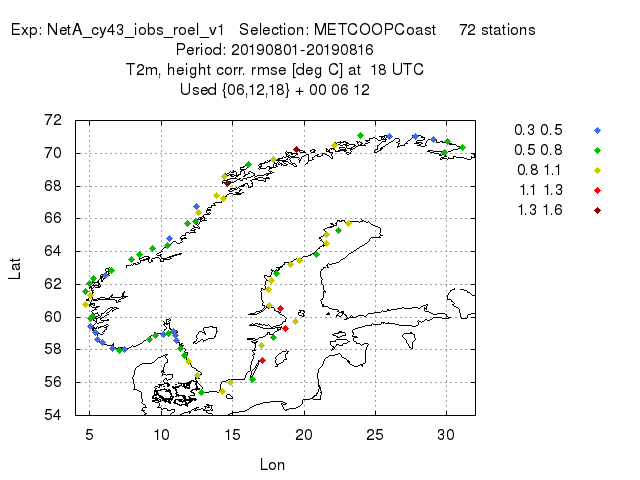 Exp: NetA_cy43_iobs_roel_v1 Selection: METCOOPCoast 72 stations
Period: 20190801-20190816
T2m, height corr. rmse [deg C] at 18 UTC
Used {06,12,18} + 00 06 12
72
70
68
66
64
62
60
58
56
54
Lat
5 10 15 20 25 30
Lon
0.3 0.5
0.5 0.8
0.8 1.1
1.1 1.3
1.3 1.6